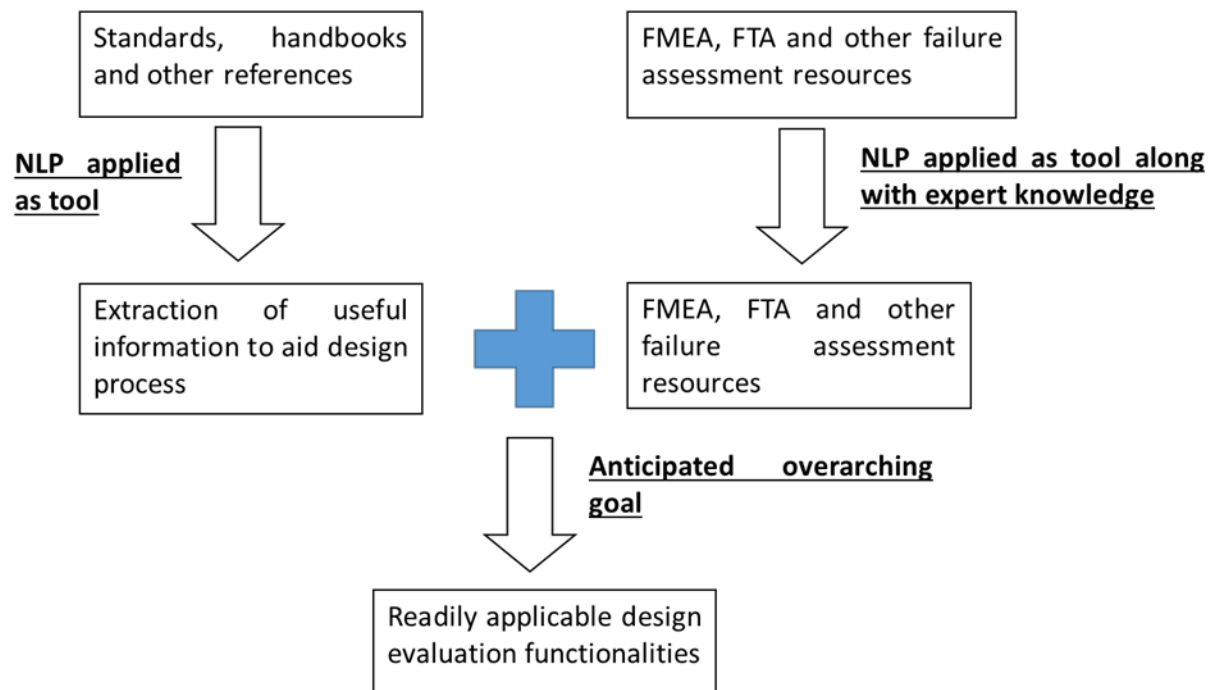 Standards, handbooks
and other references
FMEA, FTA and other failure
assessment resources
NLP applied
as tool
NLP applied as tool along
with expert knowledge
Extraction of useful
information to aid design
process
FMEA, FTA and other
failure assessment
resources
Anticipated overarching
goal
Readily applicable design
evaluation functionalities